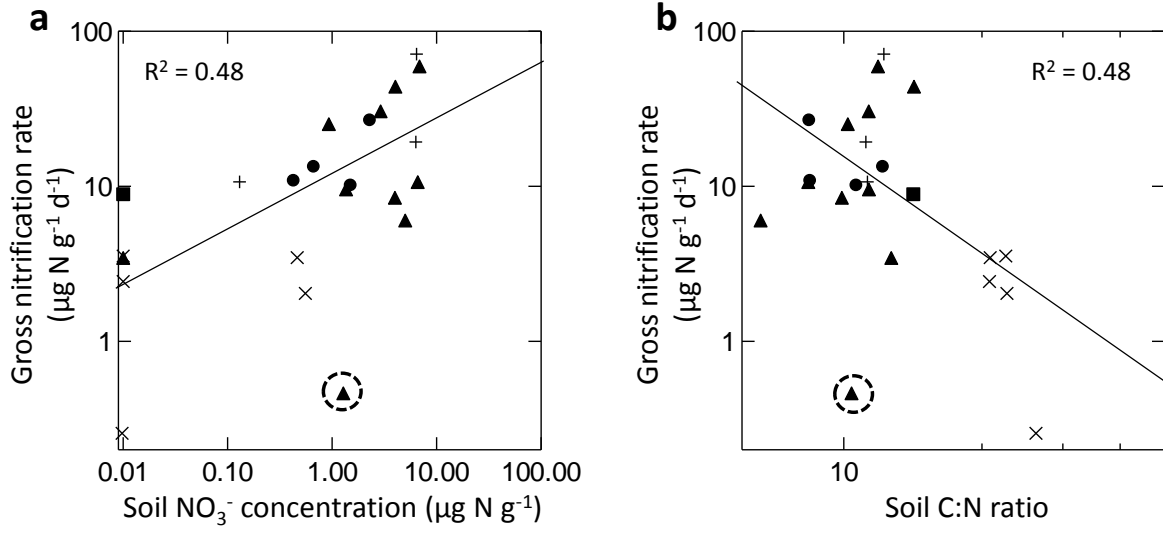 a
b
100
R² = 0.48
10
1
0.01
0.10
1.00
10.00
100.00
Gross nitrification rate
(µg N g⁻¹ d⁻¹)
Soil NO₃⁻ concentration (µg N g⁻¹)
100
R² = 0.48
10
1
10
Gross nitrification rate
(µg N g⁻¹ d⁻¹)
Soil C:N ratio